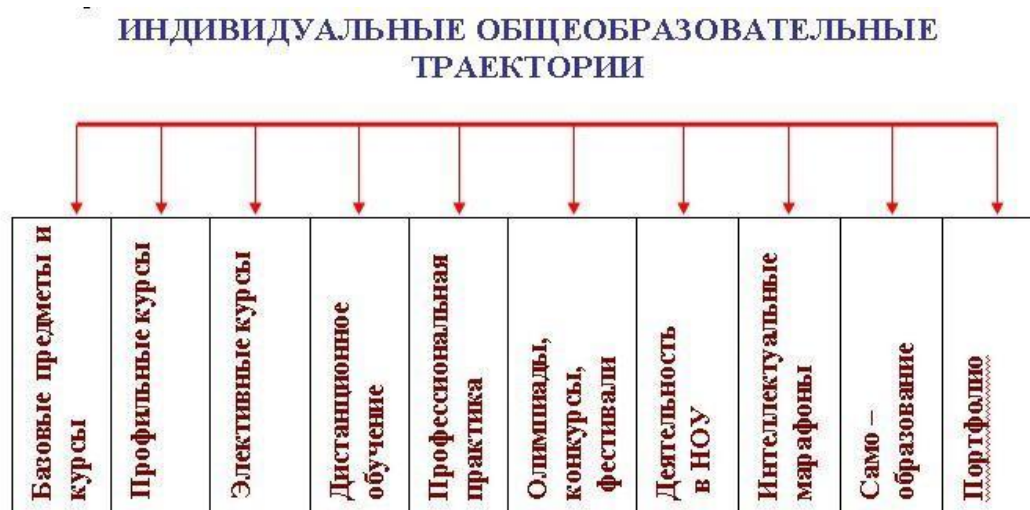 ИНДИВИДУАЛЬНЫЕ ОБЩЕОБРАЗОВАТЕЛЬНЫЕ
ТРАЕКТОРИИ
Базовые предметы и
курсы
Профильные курсы
Элективные курсы
Дистанционное
обучение
Профессиональная
практика
Олимпиады,
конкурсы,
фестивали
Деятельность
в НОУ
Интеллектуальные
марафоны
Само –
образование
Портфолио